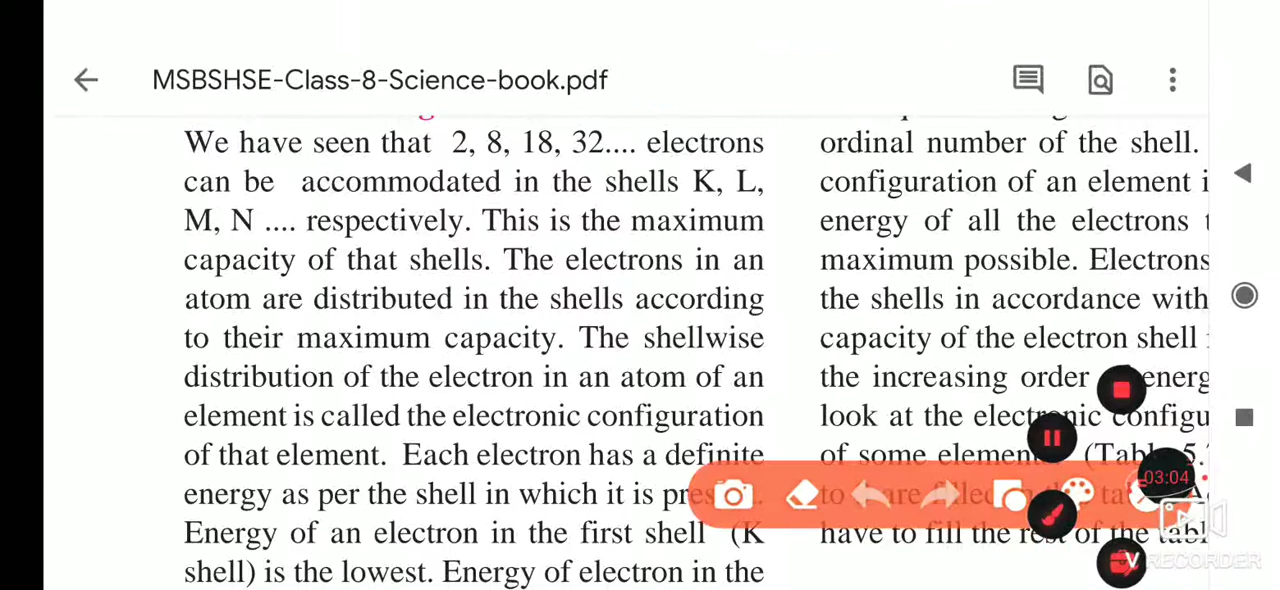 MSBSHSE-Class-8-Science-book.pdf
We have seen that 2, 8, 18, 32.... electrons
can be accommodated in the shells K, L,
M, N .... respectively. This is the maximum
capacity of that shells. The electrons in an
atom are distributed in the shells according
to their maximum capacity. The shellwise
distribution of the electron in an atom of an
element is called the electronic configuration
of that element. Each electron has a definite
energy as per the shell in which it is
Energy of an electron in the first shell (K
shell) is the lowest. Energy of electron in the
ordinal number of the shell.
configuration of an element
energy of all the electrons
maximum possible. Electrons
the shells in accordance with
capacity of the electron shell
the increasing order
look at the electronic
of some
to
have to fill the rest of the
03:04
RECORDER